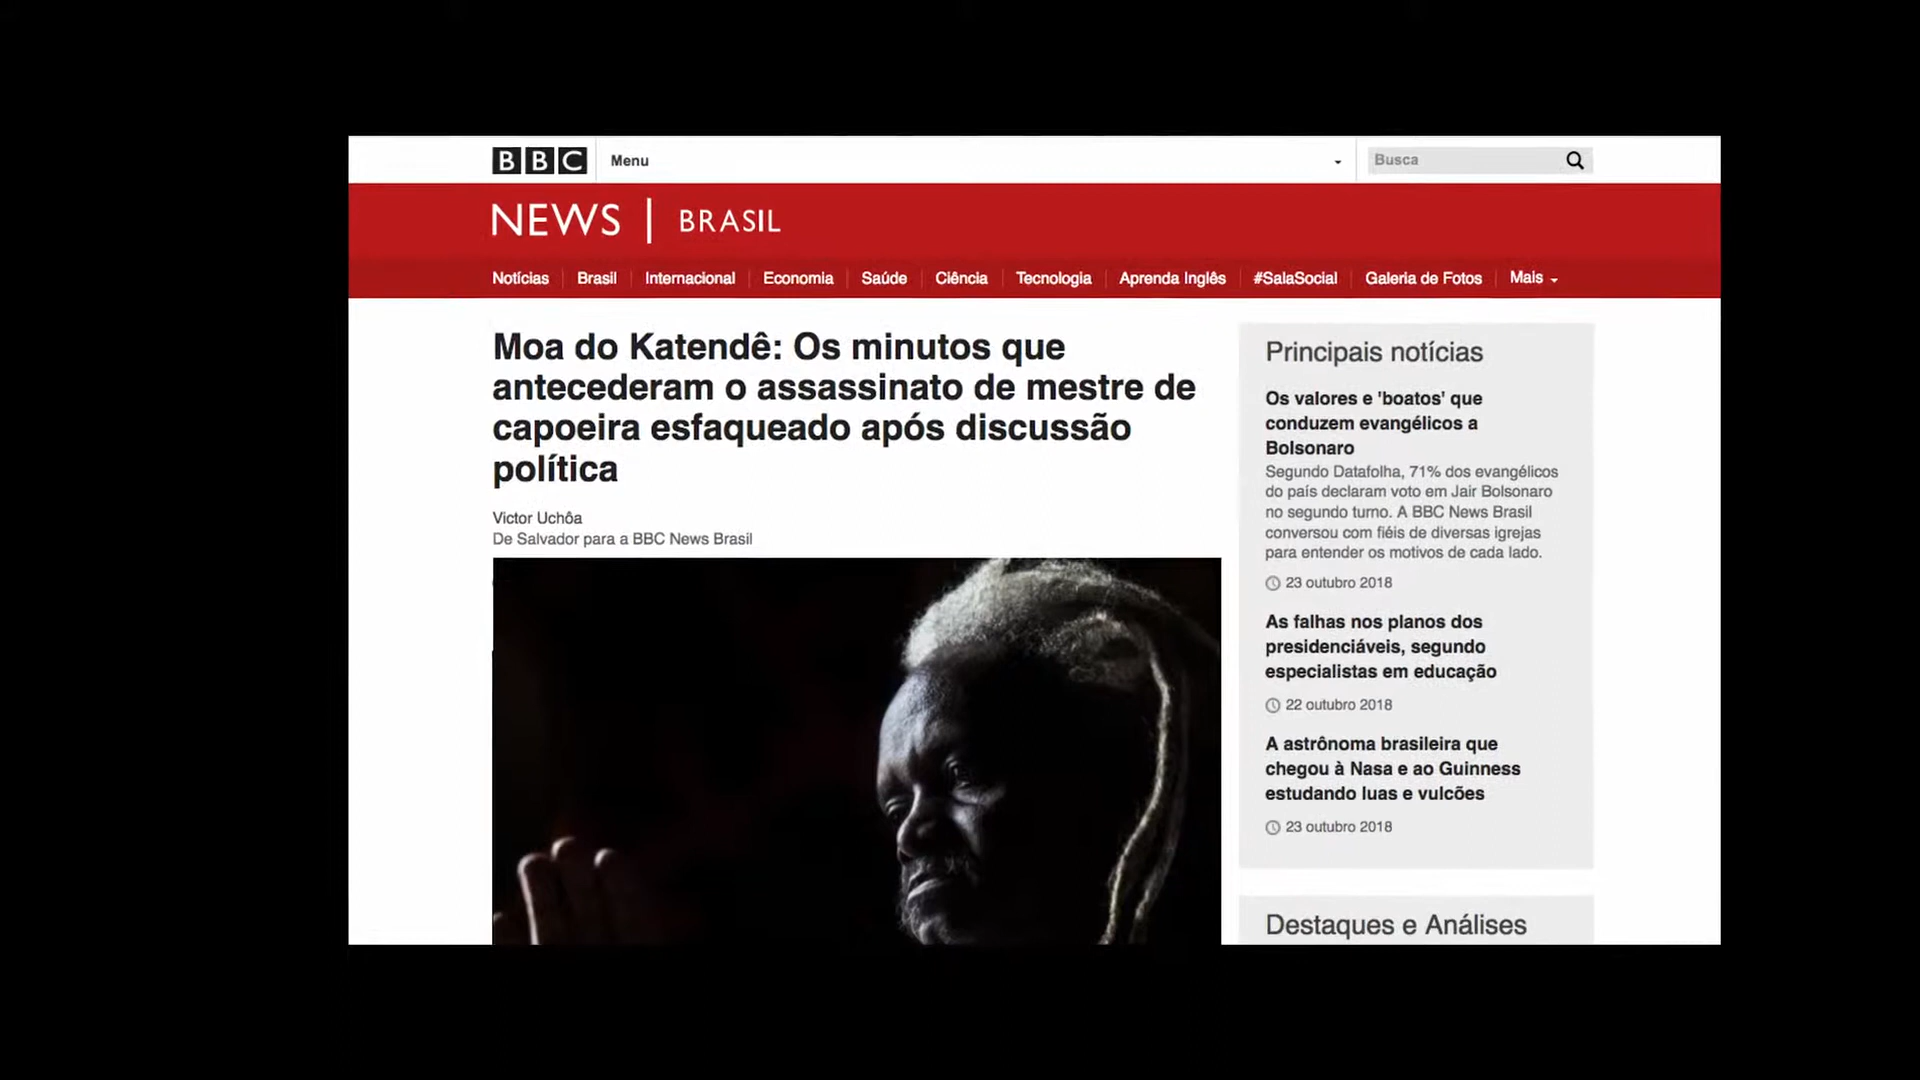 BBC
Menu
Busca
NEWS | BRASIL
Notícias
Brasil
Internacional
Economia
Saúde
Ciência
Tecnologia
Aprenda Inglês
#SalaSocial
Galeria de Fotos
Mais
Moa do Katendê: Os minutos que
antecederam o assassinato de mestre de
capoeira esfaqueado após discussão
política
Victor Uchôa
De Salvador para a BBC News Brasil
Principais notícias
Os valores e 'boatos' que
conduzem evangélicos a
Bolsonaro
Segundo Datafolha, 71% dos evangélicos
do país declaram voto em Jair Bolsonaro
no segundo turno. A BBC News Brasil
conversou com fiéis de diversas igrejas
para entender os motivos de cada lado.
23 outubro 2018
As falhas nos planos dos
presidenciáveis, segundo
especialistas em educação
22 outubro 2018
A astrônoma brasileira que
chegou à Nasa e ao Guinness
estudando luas e vulcões
23 outubro 2018
Destaques e Análises